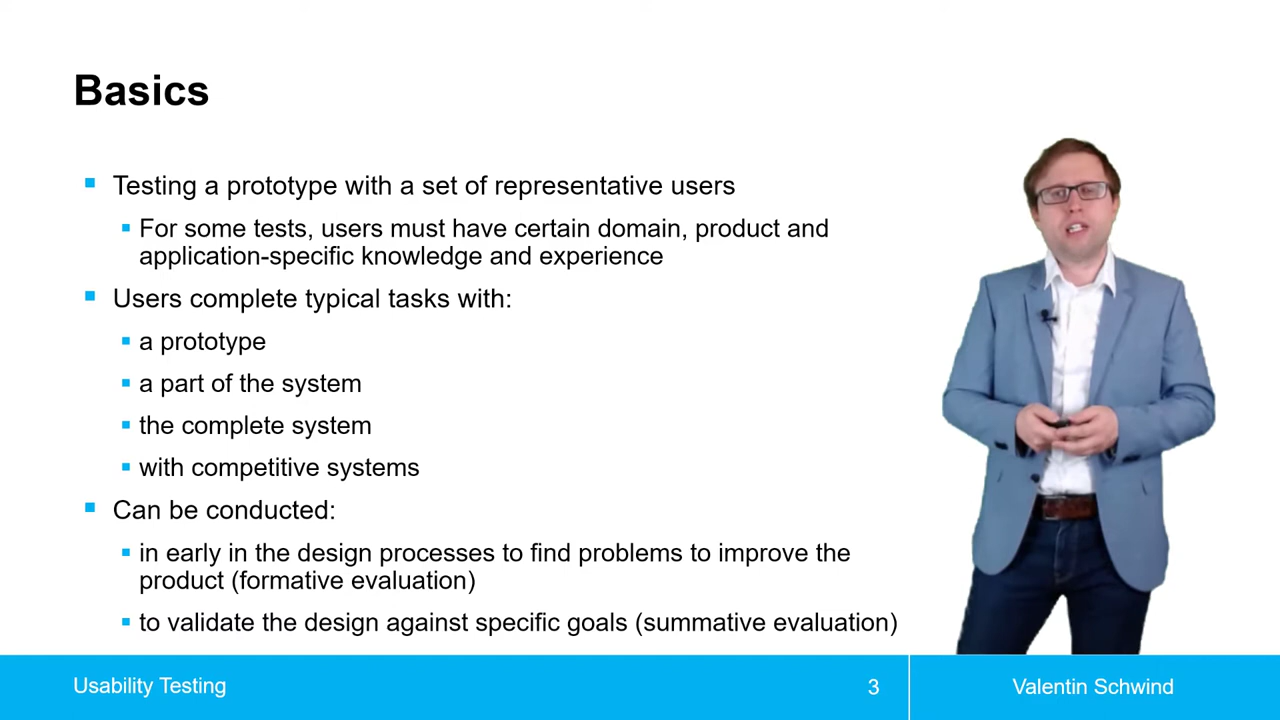 Basics
Testing a prototype with a set of representative users
For some tests, users must have certain domain, product and
application-specific knowledge and experience
Users complete typical tasks with:
a prototype
a part of the system
the complete system
with competitive systems
Can be conducted:
in early in the design processes to find problems to improve the
product (formative evaluation)
to validate the design against specific goals (summative evaluation)
Usability Testing
3
Valentin Schwind